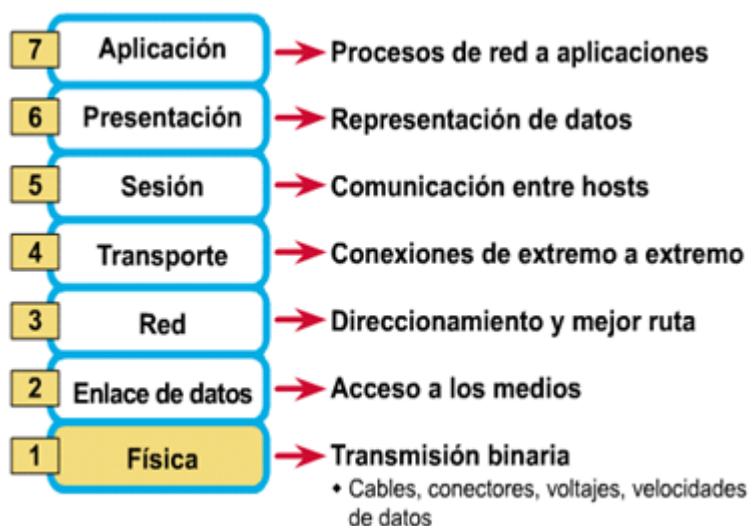 7 Aplicación Procesos de red a aplicaciones
6 Presentación Representación de datos
5 Sesión Comunicación entre hosts
4 Transporte Conexiones de extremo a extremo
3 Red Direccionamiento y mejor ruta
2 Enlace de datos Acceso a los medios
1 Física Transmisión binaria
• Cables, conectores, voltajes, velocidades
de datos